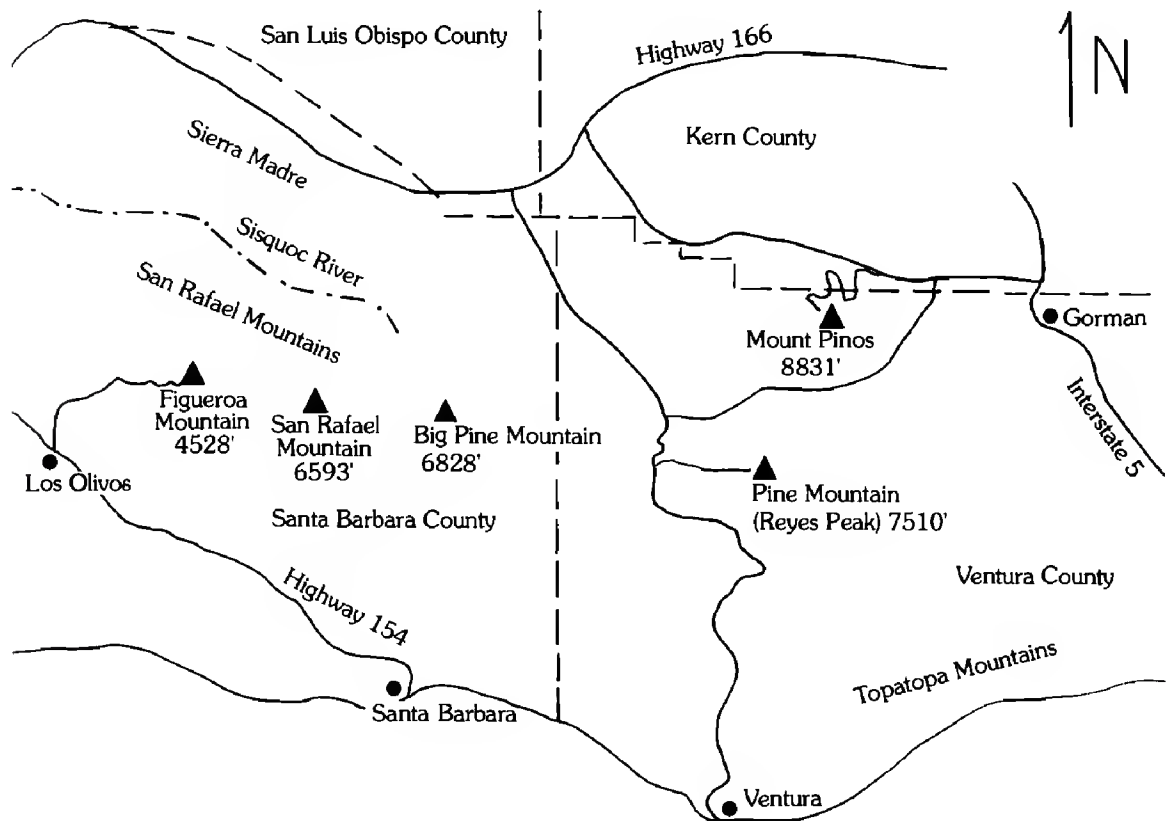 San Luis Obispo County
Highway 166
N
Kern County
Sierra Madre
Sisquoc River
San Rafael Mountains
Mount Pinos
8831'
Gorman
Interstate 5
Figueroa
Mountain
4528'
San Rafael
Mountain
6593'
Big Pine Mountain
6828'
Los Olivos
Pine Mountain
(Reyes Peak) 7510'
Santa Barbara County
Ventura County
Highway 154
Topatopa Mountains
Santa Barbara
Ventura